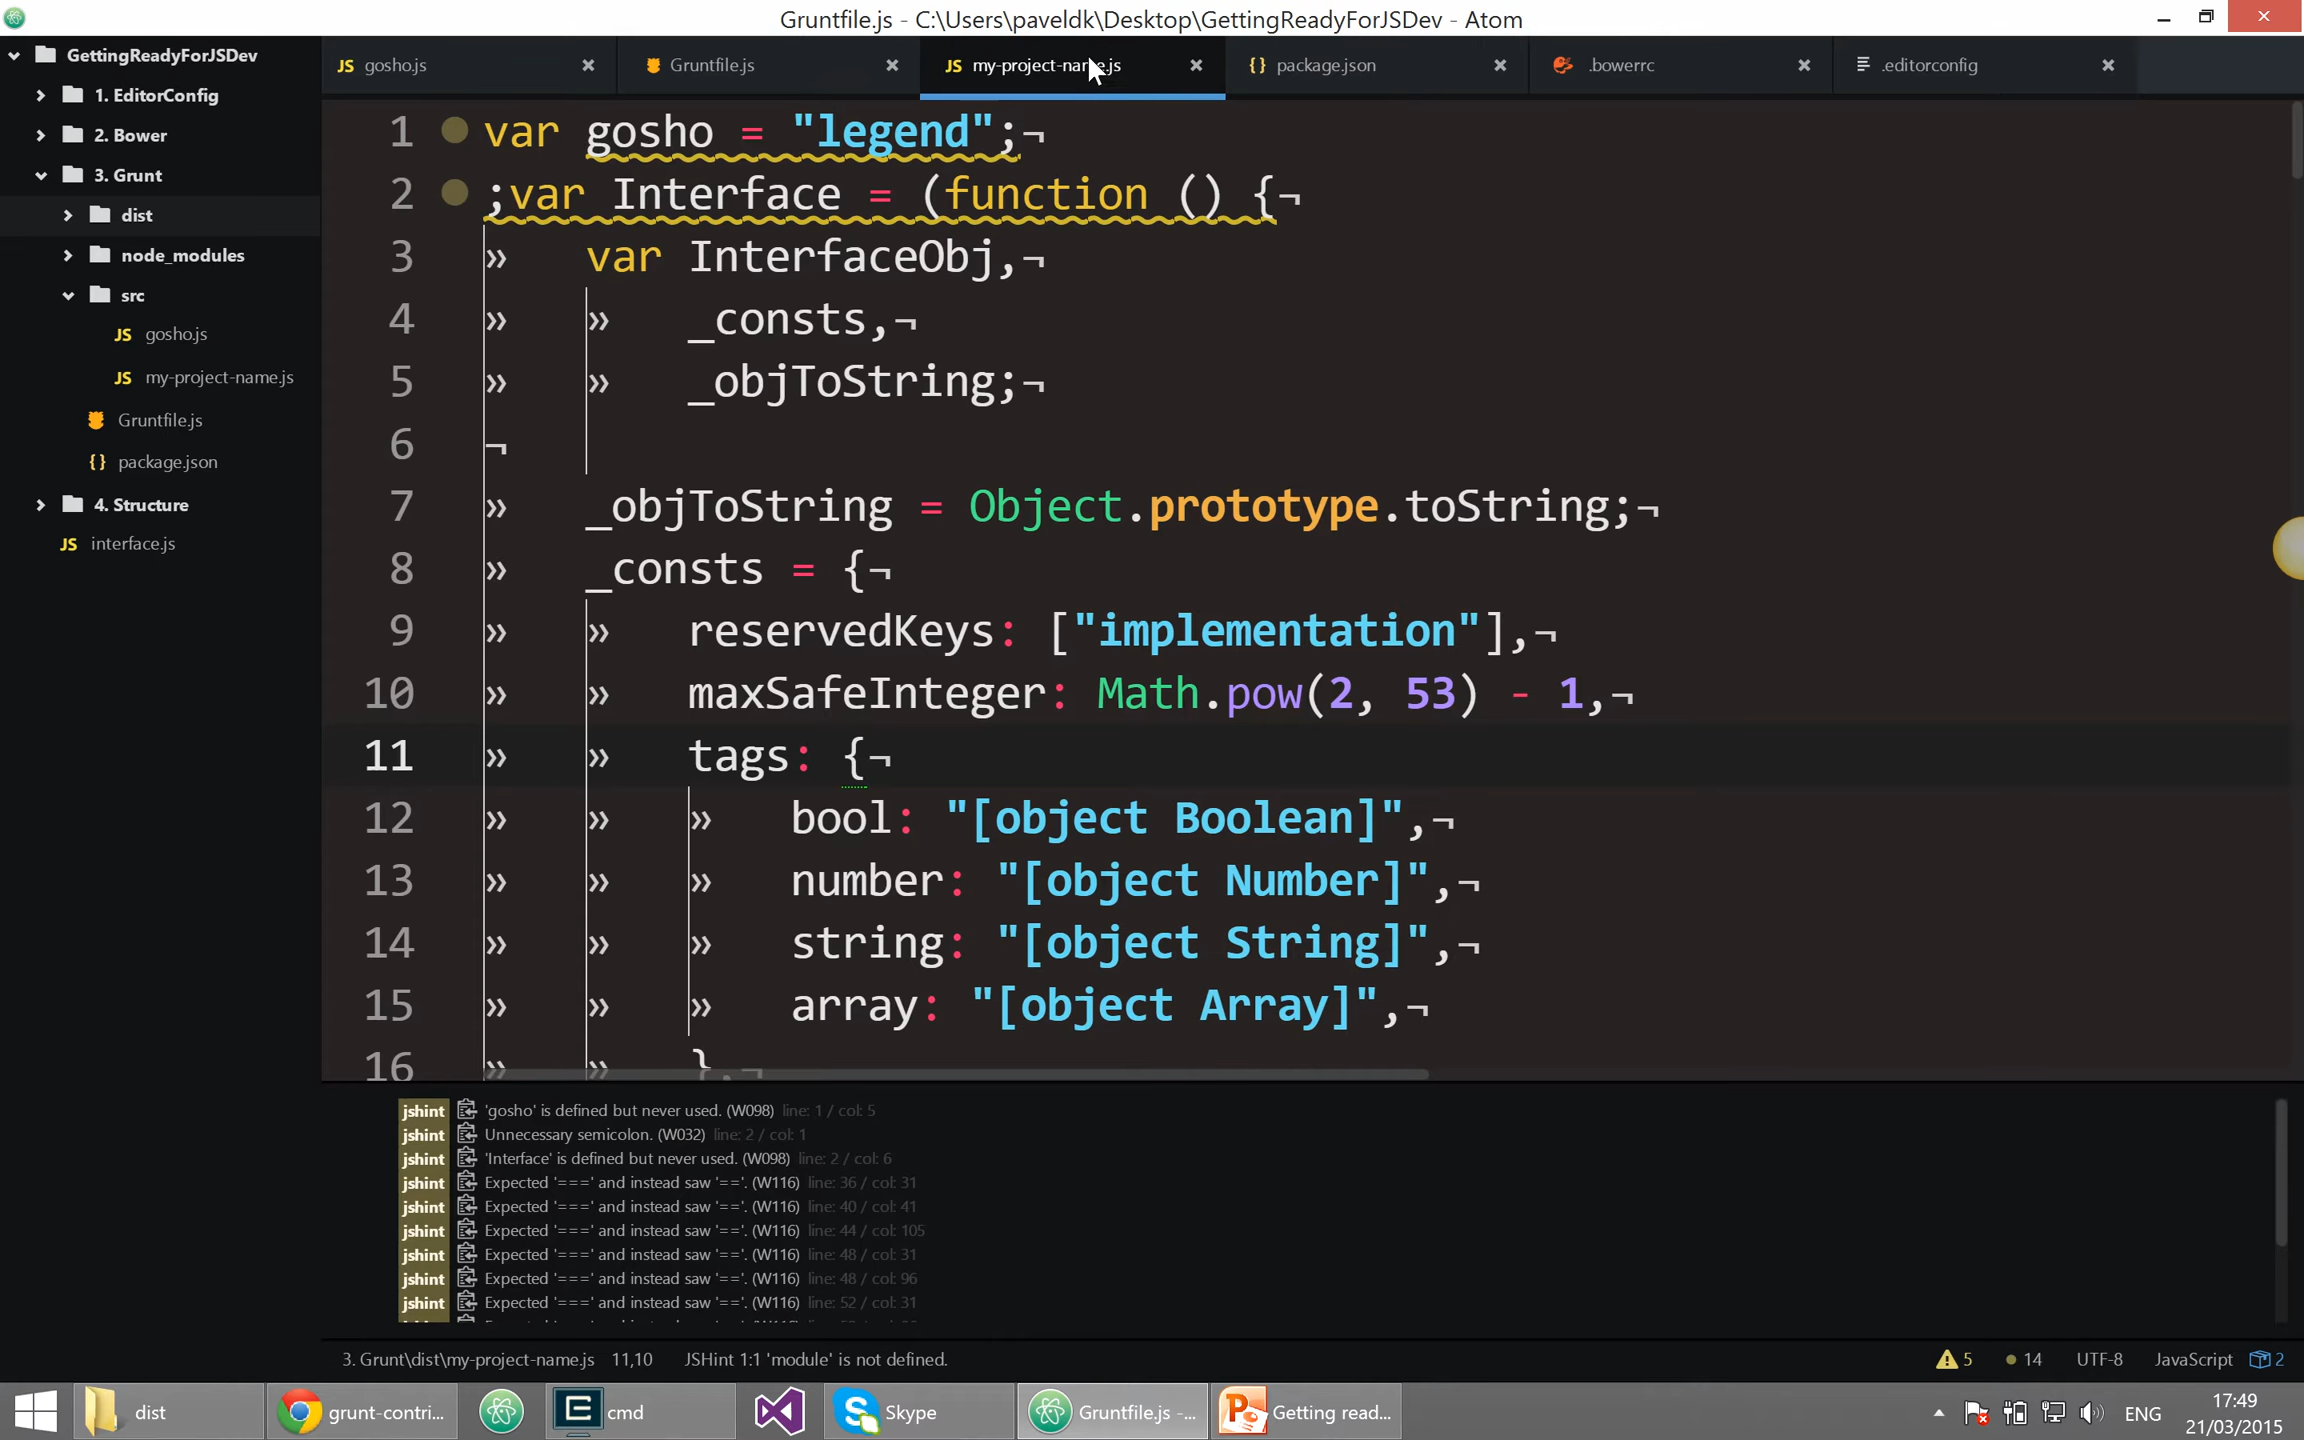 Gruntfile.js - C:\Users\paveldk\Desktop\GettingReadyForJSDev - Atom
GettingReadyForJSDev
1. EditorConfig
2. Bower
3. Grunt
dist
node_modules
src
JS gosho.js
JS my-project-name.js
Gruntfile.js
{} package.json
4. Structure
JS interface.js
JS gosho.js
Gruntfile.js
JS my-project-name.js
{} package.json
.bowerrc
.editorconfig
1 var gosho = "legend";¬
2 ;var Interface = (function () {¬
3 » var InterfaceObj,¬
4 » » _consts,¬
5 » » _objToString;¬
6 ¬
7 » _objToString = Object.prototype.toString;¬
8 » _consts = {¬
9 » » reservedKeys: ["implementation"],¬
10 » » maxSafeInteger: Math.pow(2, 53) - 1,¬
11 » » tags: {¬
12 » » » bool: "[object Boolean]",¬
13 » » » number: "[object Number]",¬
14 » » » string: "[object String]",¬
15 » » » array: "[object Array]",¬
16 » » },¬
jshint 'gosho' is defined but never used. (W098) line: 1 / col: 5
jshint Unnecessary semicolon. (W032) line: 2 / col: 1
jshint 'Interface' is defined but never used. (W098) line: 2 / col: 6
jshint Expected '===' and instead saw '=='. (W116) line: 36 / col: 31
jshint Expected '===' and instead saw '=='. (W116) line: 40 / col: 41
jshint Expected '===' and instead saw '=='. (W116) line: 44 / col: 105
jshint Expected '===' and instead saw '=='. (W116) line: 48 / col: 31
jshint Expected '===' and instead saw '=='. (W116) line: 48 / col: 96
jshint Expected '===' and instead saw '=='. (W116) line: 52 / col: 31
3. Grunt\dist\my-project-name.js 11,10 JSHint 1:1 'module' is not defined.
5 14 UTF-8 JavaScript 2
dist
grunt-contri...
cmd
Skype
Gruntfile.js -...
Getting read...
ENG
17:49
21/03/2015